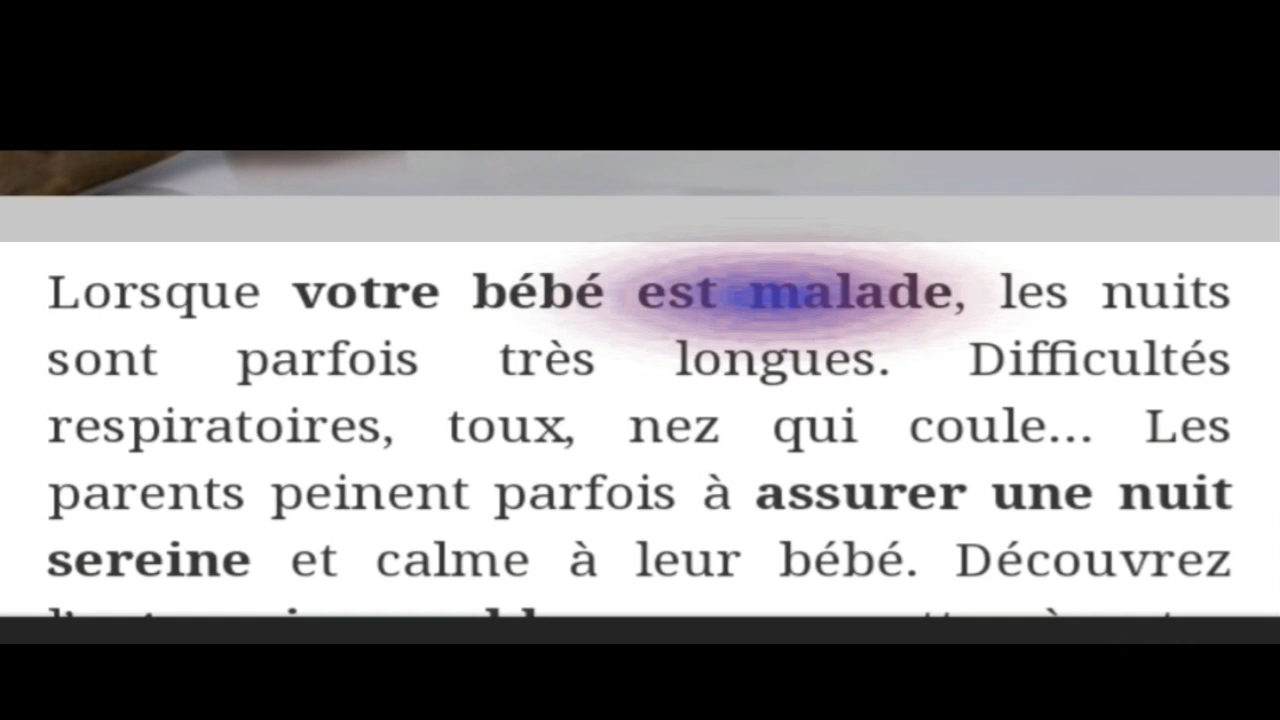 Lorsque votre bébé est malade, les nuits
sont parfois très longues. Difficultés
respiratoires, toux, nez qui coule... Les
parents peinent parfois à assurer une nuit
sereine et calme à leur bébé. Découvrez